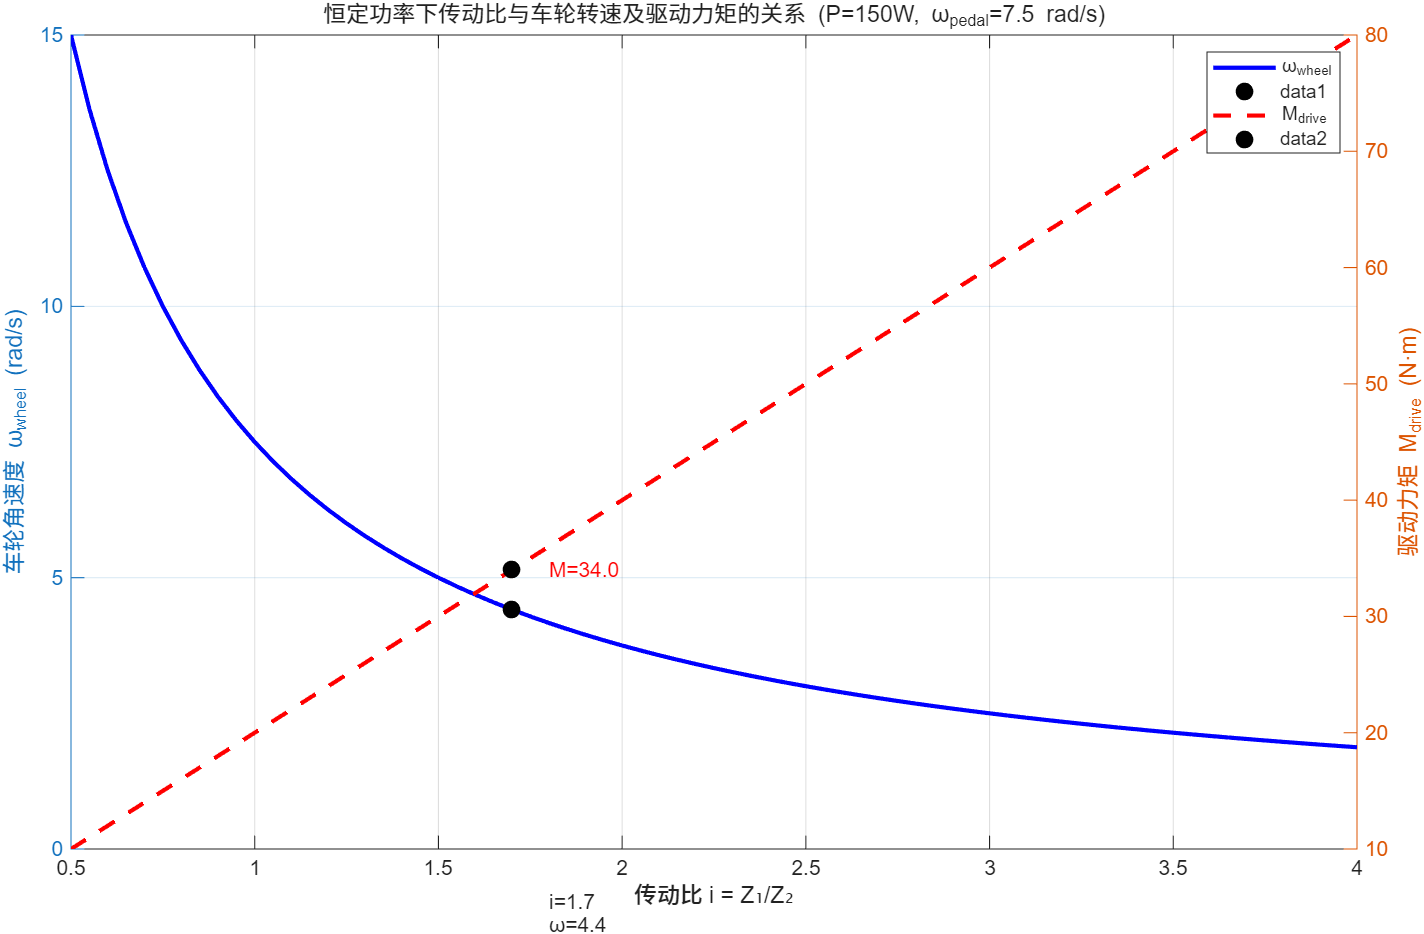 恒定功率下传动比与车轮转速及驱动力矩的关系 (P=150W, ωpedal=7.5 rad/s)
15
10
5
0
车轮角速度 ωwheel (rad/s)
ωwheel
data1
Mdrive
data2
M=34.0
80
70
60
50
40
30
20
10
驱动力矩 Mdrive (N·m)
0.5
1
1.5
2
2.5
3
3.5
4
传动比 i = Z₁/Z₂
i=1.7
ω=4.4